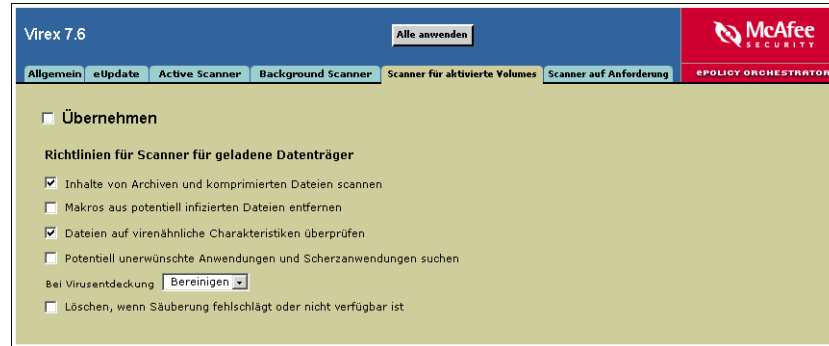 Virex 7.6
Alle anwenden
McAfee
SECURITY
Allgemein eUpdate Active Scanner Background Scanner Scanner für aktivierte Volumes Scanner auf Anforderung
ePOLICY ORCHESTRATOR
Übernehmen
Richtlinien für Scanner für geladene Datenträger
Inhalte von Archiven und komprimierten Dateien scannen
Makros aus potentiell infizierten Dateien entfernen
Dateien auf virenähnliche Charakteristiken überprüfen
Potentiell unerwünschte Anwendungen und Scherzanwendungen suchen
Bei Virusentdeckung Bereinigen
Löschen, wenn Säuberung fehlschlägt oder nicht verfügbar ist